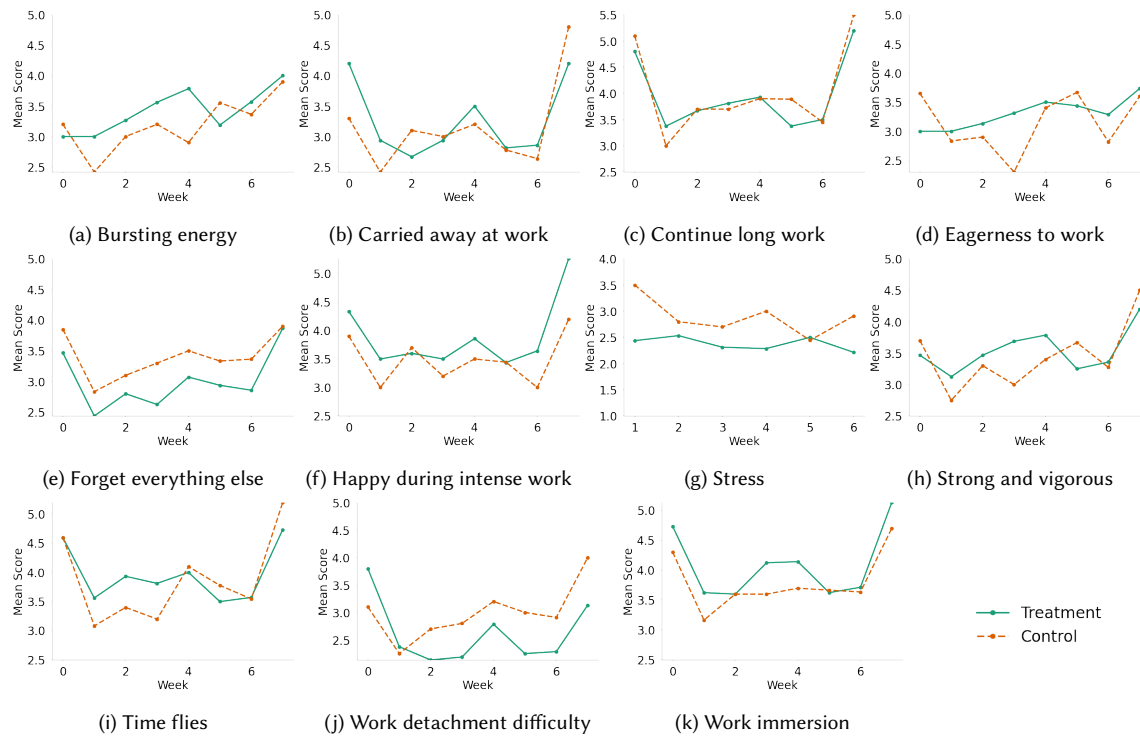 5.0
4.5
4.0
3.5
3.0
2.5
Mean Score
0 2 4 6
Week
(a) Bursting energy
5.0
4.5
4.0
3.5
3.0
2.5
Mean Score
0 2 4 6
Week
(b) Carried away at work
5.5
5.0
4.5
4.0
3.5
3.0
2.5
Mean Score
0 2 4 6
Week
(c) Continue long work
5.0
4.5
4.0
3.5
3.0
2.5
Mean Score
0 2 4 6
Week
(d) Eagerness to work
5.0
4.5
4.0
3.5
3.0
2.5
Mean Score
0 2 4 6
Week
(e) Forget everything else
5.0
4.5
4.0
3.5
3.0
2.5
Mean Score
0 2 4 6
Week
(f) Happy during intense work
4.0
3.5
3.0
2.5
2.0
1.5
1.0
Mean Score
1 2 3 4 5 6
Week
(g) Stress
5.0
4.5
4.0
3.5
3.0
2.5
Mean Score
0 2 4 6
Week
(h) Strong and vigorous
5.0
4.5
4.0
3.5
3.0
2.5
Mean Score
0 2 4 6
Week
(i) Time flies
5.0
4.5
4.0
3.5
3.0
2.5
Mean Score
0 2 4 6
Week
(j) Work detachment difficulty
5.0
4.5
4.0
3.5
3.0
2.5
Mean Score
0 2 4 6
Week
(k) Work immersion
Treatment
Control